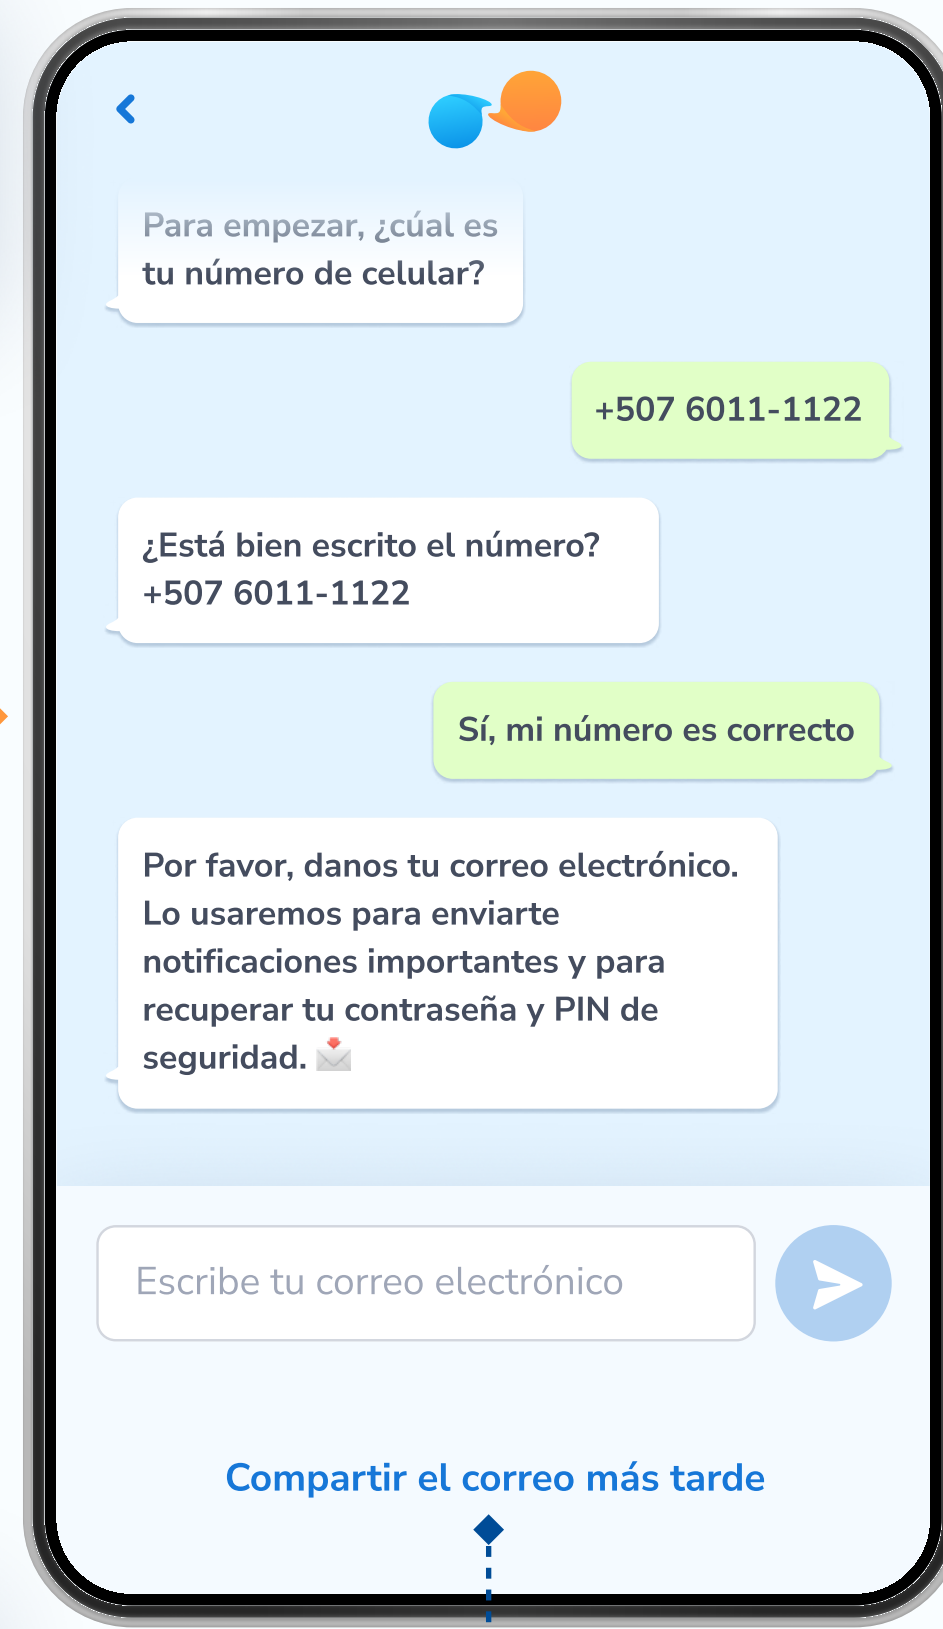 Para empezar, ¿cúal es
tu número de celular?
+507 6011-1122
¿Está bien escrito el número?
+507 6011-1122
Sí, mi número es correcto
Por favor, danos tu correo electrónico.
Lo usaremos para enviarte
notificaciones importantes y para
recuperar tu contraseña y PIN de
seguridad. 📩
Escribe tu correo electrónico
Compartir el correo más tarde